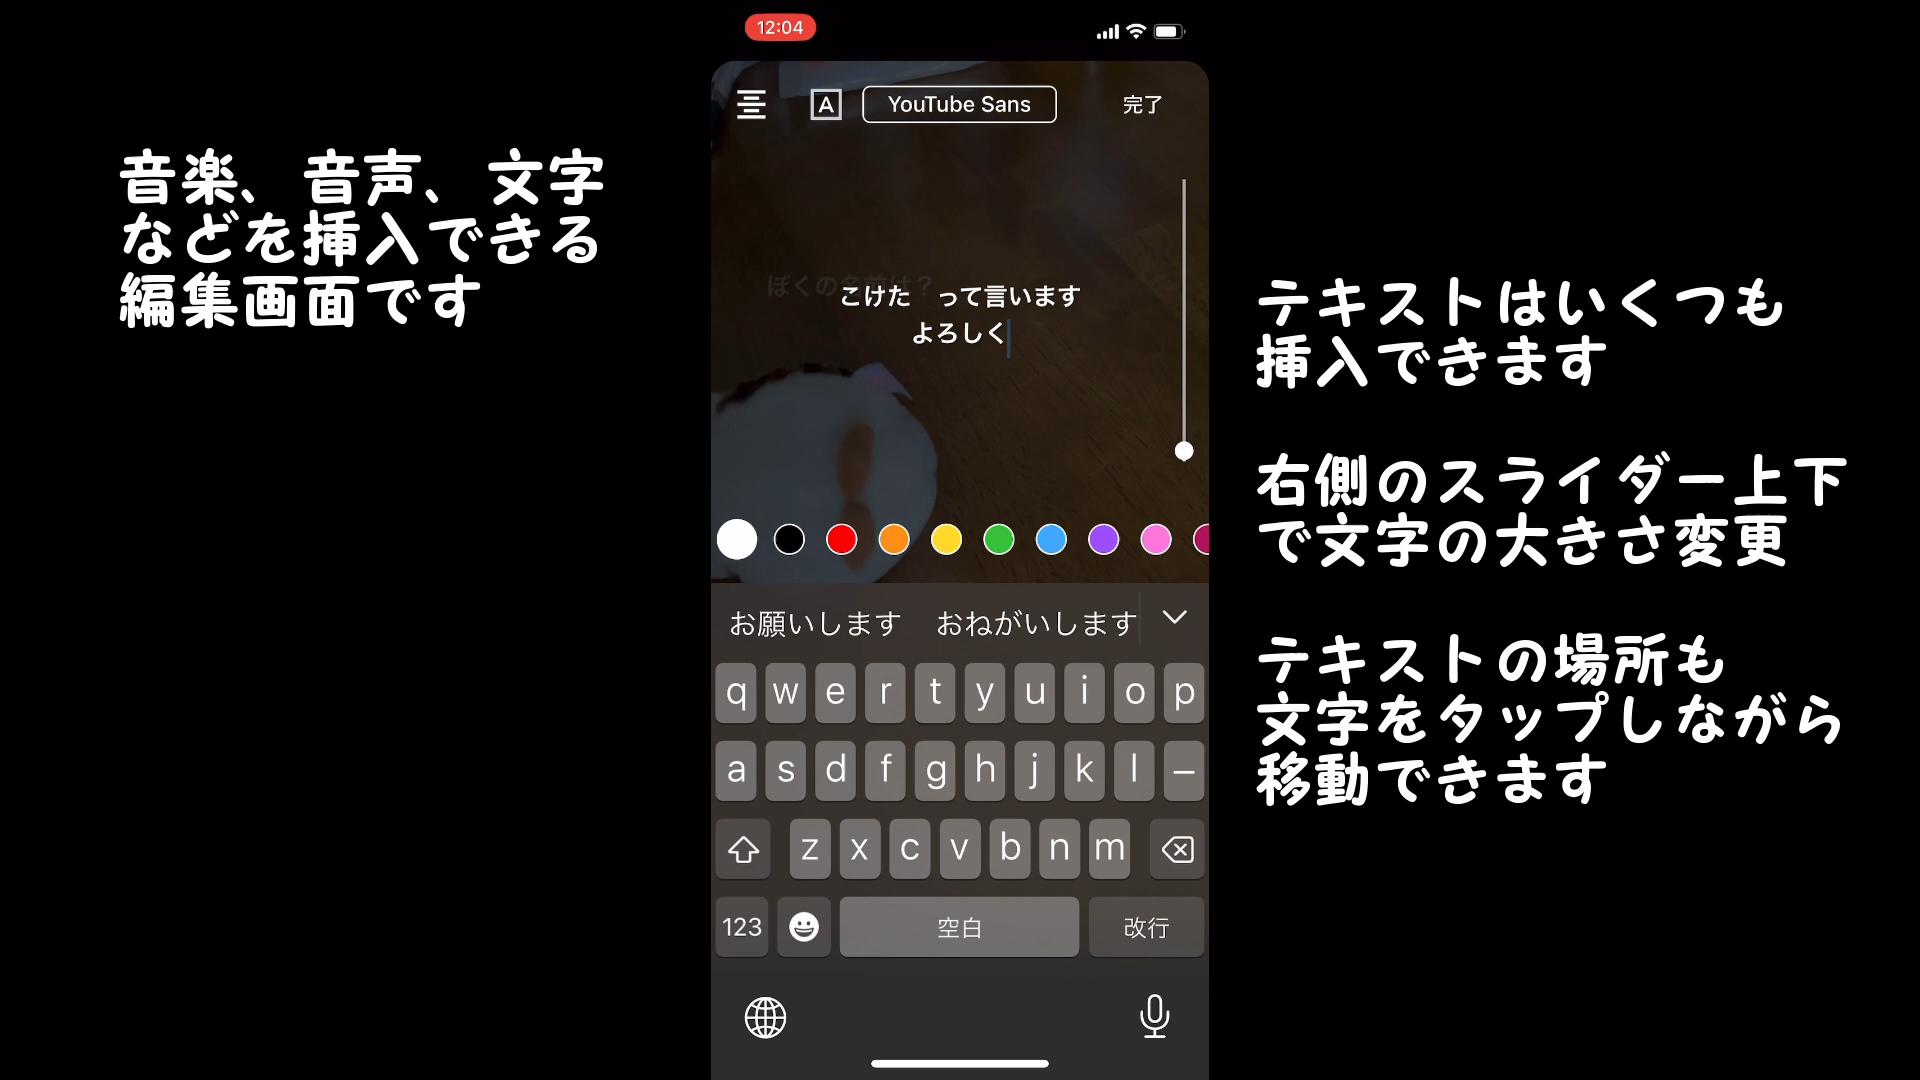 音楽、音声、文字
などを挿入できる
編集画面です
12:04
A
YouTube Sans
完了
ぼくの名前は？
こけた　って言います
よろしく
お願いします　おねがいします
q w e r t y u i o p
a s d f g h j k l ー
z x c v b n m
123
空白
改行
テキストはいくつも
挿入できます
右側のスライダー上下
で文字の大きさ変更
テキストの場所も
文字をタップしながら
移動できます